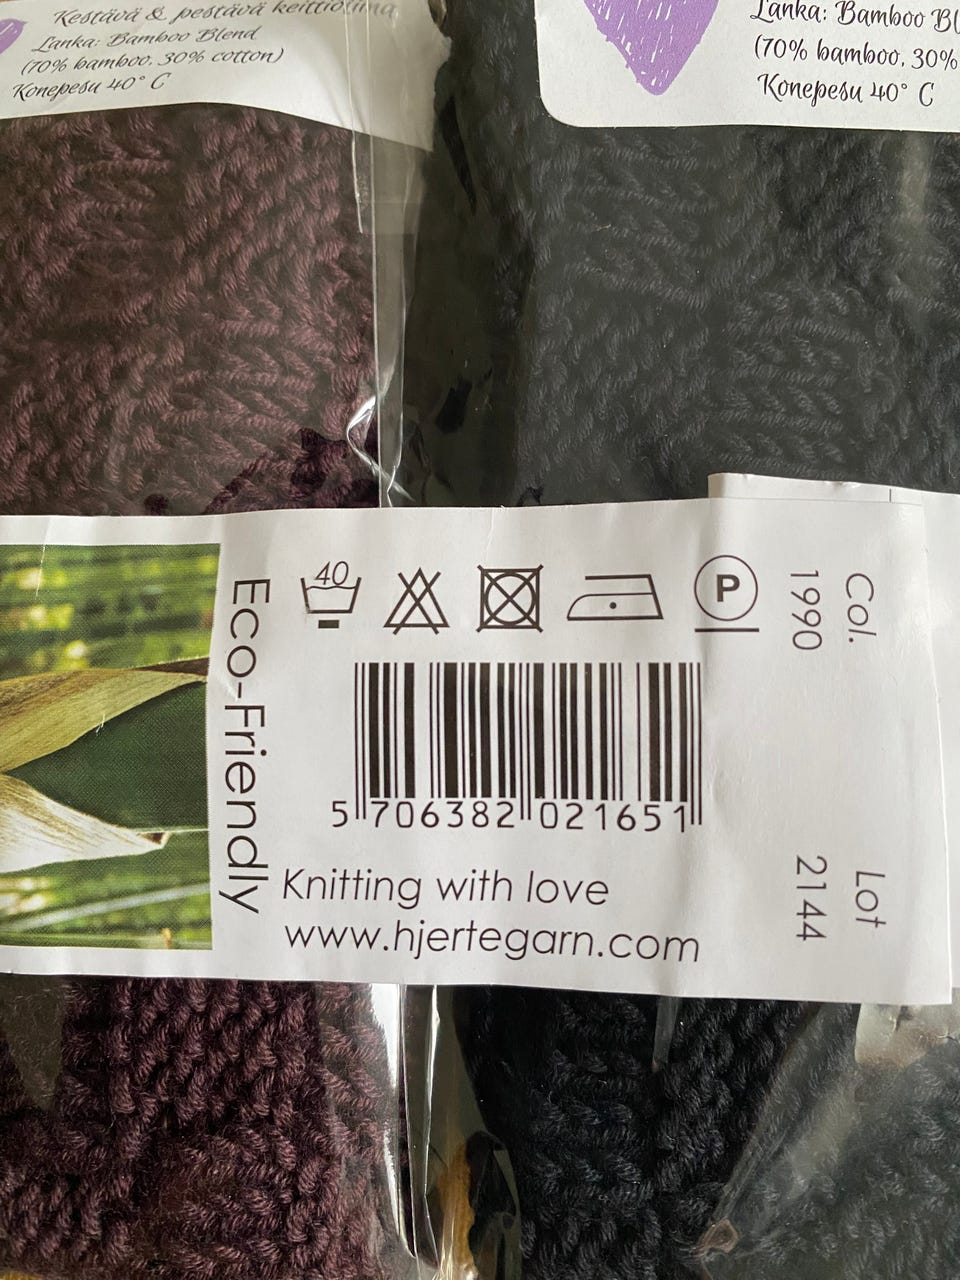 Kestävä & pestävä keittiöliina
Lanka: Bamboo Blend
(70% bamboo, 30% cotton)
Konepesu 40° C
Lanka: Bamboo
(70% bamboo, 30%
Konepesu 40° C
Eco-Friendly
40
P
5 706382 021651
Knitting with love
www.hjertegarn.com
Col.
1990
Lot
2144